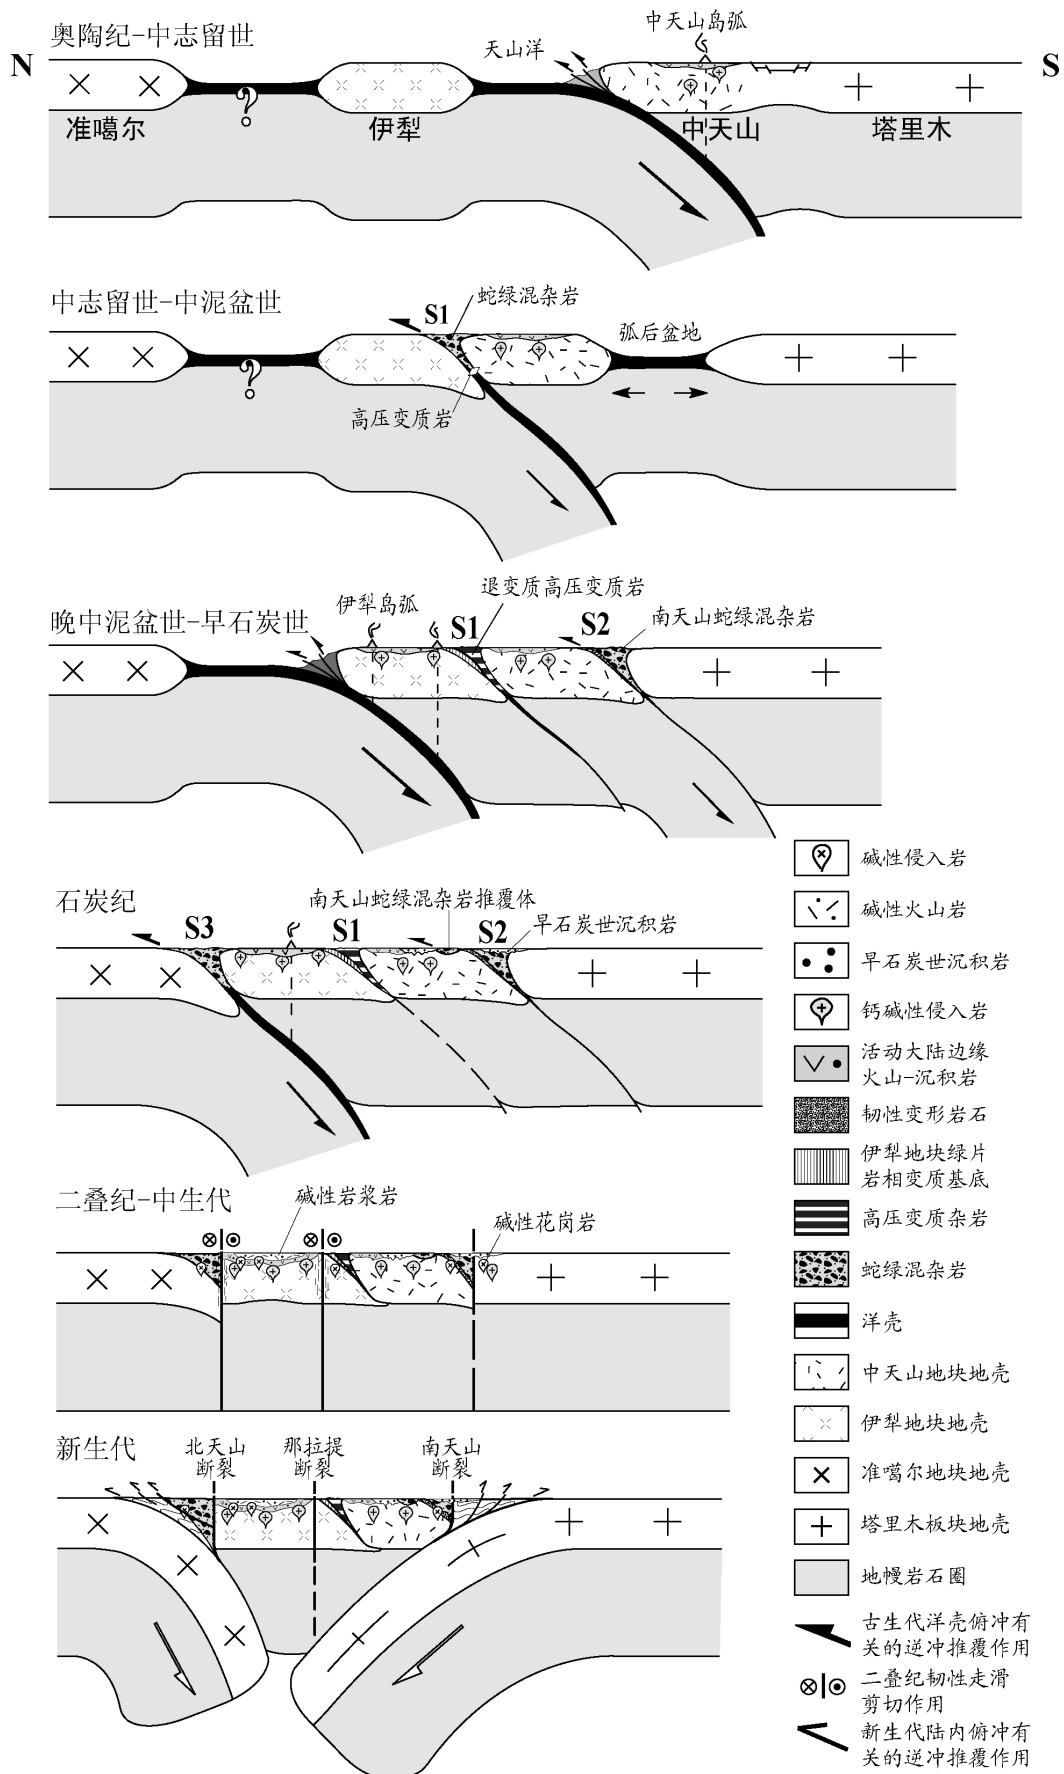 奥陶纪-中志留世
中天山岛弧
天山洋
N
S
?
准噶尔
伊犁
中天山
塔里木
中志留世-中泥盆世
蛇绿混杂岩
S1
弧后盆地
?
高压变质岩
晚中泥盆世-早石炭世
伊犁岛弧
退变质高压变质岩
S1
S2
南天山蛇绿混杂岩
石炭纪
南天山蛇绿混杂岩推覆体
S3
S1
S2
早石炭世沉积岩
二叠纪-中生代
碱性岩浆岩
碱性花岗岩
新生代
北天山
断裂
那拉提
断裂
南天山
断裂
碱性侵入岩
碱性火山岩
早石炭世沉积岩
钙碱性侵入岩
活动大陆边缘
火山-沉积岩
韧性变形岩石
伊犁地块绿片
岩相变质基底
高压变质杂岩
蛇绿混杂岩
洋壳
中天山地块地壳
伊犁地块地壳
准噶尔地块地壳
塔里木板块地壳
地幔岩石圈
古生代洋壳俯冲有
关的逆冲推覆作用
二叠纪韧性走滑
剪切作用
新生代陆内俯冲有
关的逆冲推覆作用